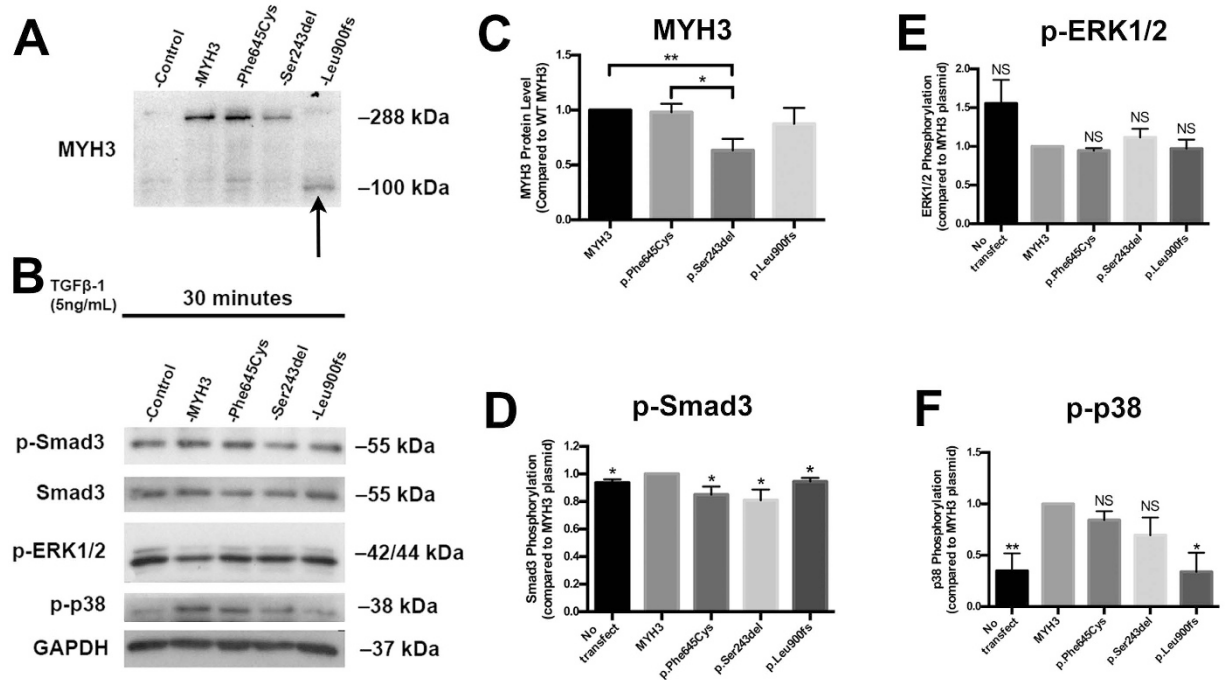 A
-Control
-MYH3
-Phe645Cys
-Ser243del
-Leu900fs
MYH3
–288 kDa
–100 kDa
B
TGFβ-1
(5ng/mL)
30 minutes
-Control
-MYH3
-Phe645Cys
-Ser243del
-Leu900fs
p-Smad3
–55 kDa
Smad3
–55 kDa
p-ERK1/2
–42/44 kDa
p-p38
–38 kDa
GAPDH
–37 kDa
C
MYH3
MYH3 Protein Level
(Compared to WT MYH3)
1.5
1.0
0.5
0.0
**
*
MYH3
p.Phe645Cys
p.Ser243del
p.Leu900fs
D
p-Smad3
Smad3 Phosphorylation
(compared to MYH3 plasmid)
1.2
1.0
0.8
0.6
0.4
0.2
0.0
*
*
*
*
No
transfect
MYH3
p.Phe645Cys
p.Ser243del
p.Leu900fs
E
p-ERK1/2
ERK1/2 Phosphorylation
(compared to MYH3 plasmid)
2.0
1.5
1.0
0.5
0.0
NS
NS
NS
NS
No
transfect
MYH3
p.Phe645Cys
p.Ser243del
p.Leu900fs
F
p-p38
p38 Phosphorylation
(compared to MYH3 plasmid)
1.5
1.0
0.5
0.0
**
NS
NS
*
No
transfect
MYH3
p.Phe645Cys
p.Ser243del
p.Leu900fs